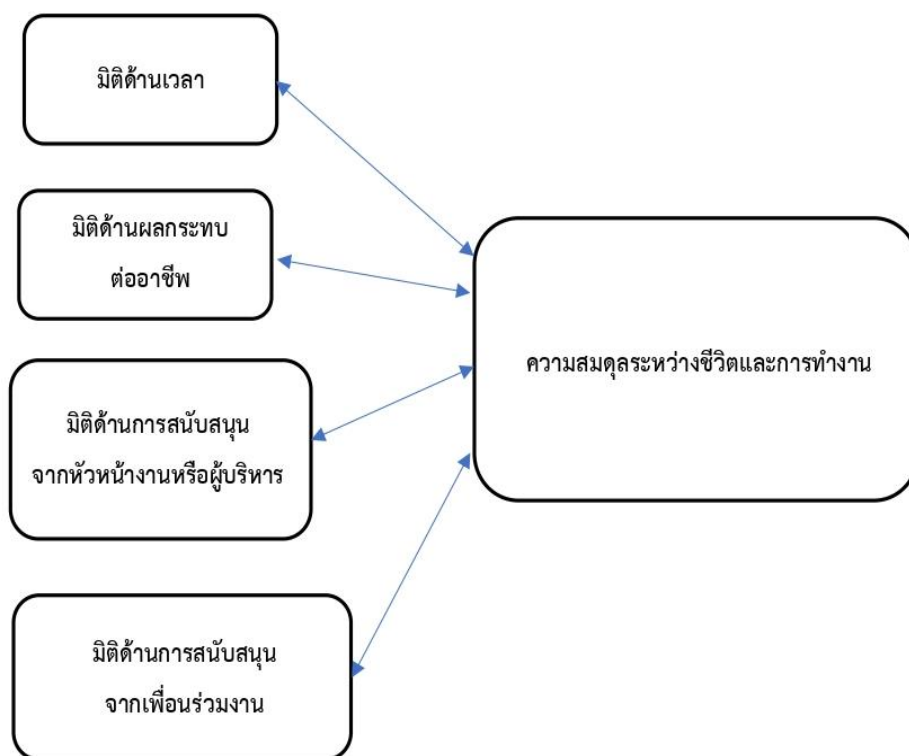 มิติด้านเวลา
มิติด้านผลกระทบ
ต่ออาชีพ
มิติด้านการสนับสนุน
จากหัวหน้างานหรือผู้บริหาร
มิติด้านการสนับสนุน
จากเพื่อนร่วมงาน
ความสมดุลระหว่างชีวิตและการทำงาน